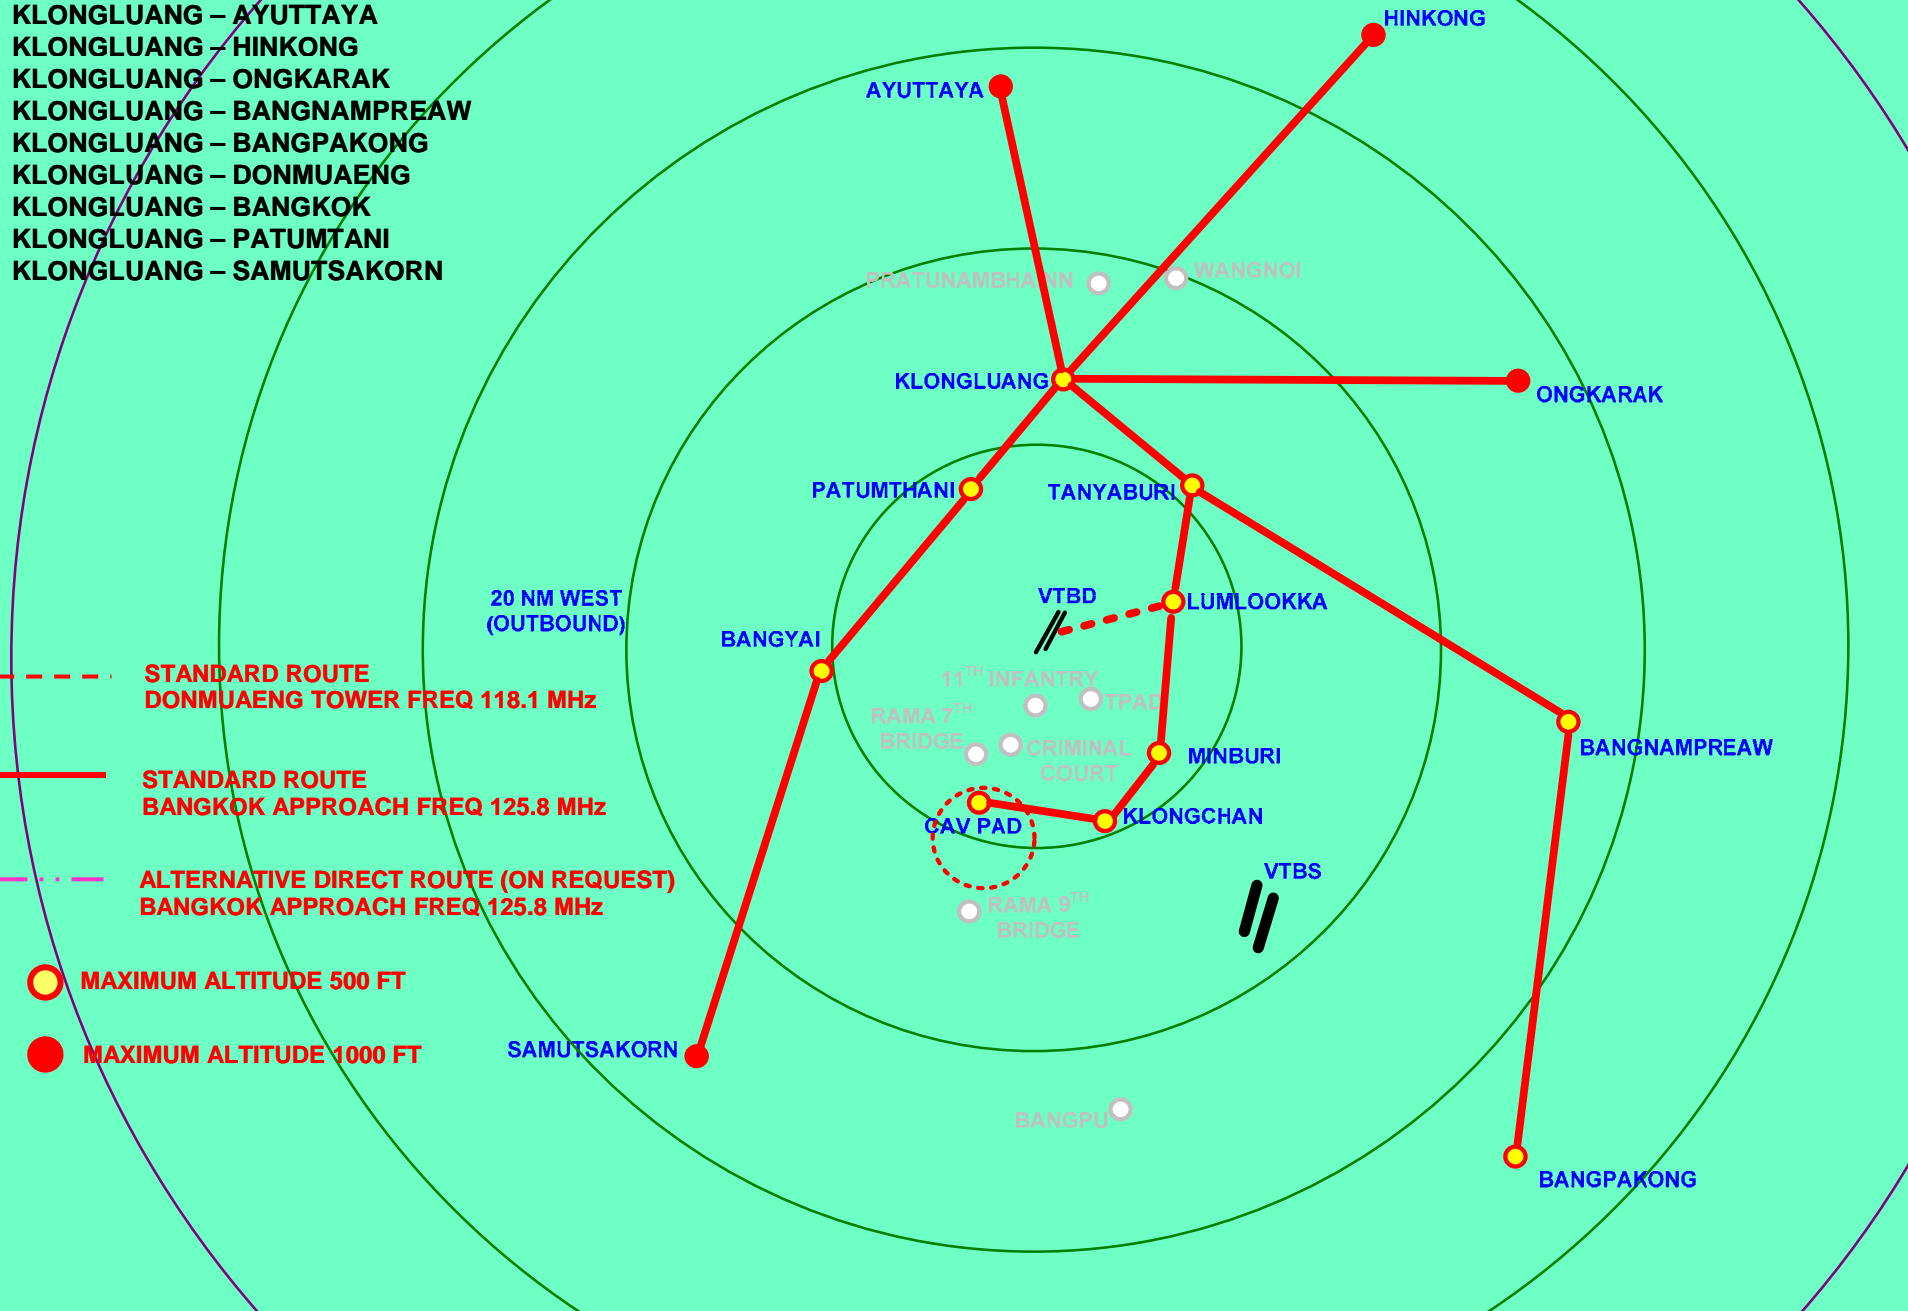 KLONGLUANG – AYUTTAYA
KLONGLUANG – HINKONG
KLONGLUANG – ONGKARAK
KLONGLUANG – BANGNAMPREAW
KLONGLUANG – BANGPAKONG
KLONGLUANG – DONMUAENG
KLONGLUANG – BANGKOK
KLONGLUANG – PATUMTANI
KLONGLUANG – SAMUTSAKORN
HINKONG
AYUTTAYA
PRATUNAMBHAINN
WANGNOI
KLONGLUANG
ONGKARAK
PATUMTHANI
TANYABURI
20 NM WEST
(OUTBOUND)
VTBD
LUMLOOKKA
BANGYAI
11TH INFANTRY
TPAD
RAMA 7TH
BRIDGE
CRIMINAL
COURT
MINBURI
BANGNAMPREAW
CAV PAD
KLONGCHAN
VTBS
RAMA 9TH
BRIDGE
SAMUTSAKORN
BANGPU
BANGPAKONG
STANDARD ROUTE
DONMUAENG TOWER FREQ 118.1 MHz
STANDARD ROUTE
BANGKOK APPROACH FREQ 125.8 MHz
ALTERNATIVE DIRECT ROUTE (ON REQUEST)
BANGKOK APPROACH FREQ 125.8 MHz
MAXIMUM ALTITUDE 500 FT
MAXIMUM ALTITUDE 1000 FT